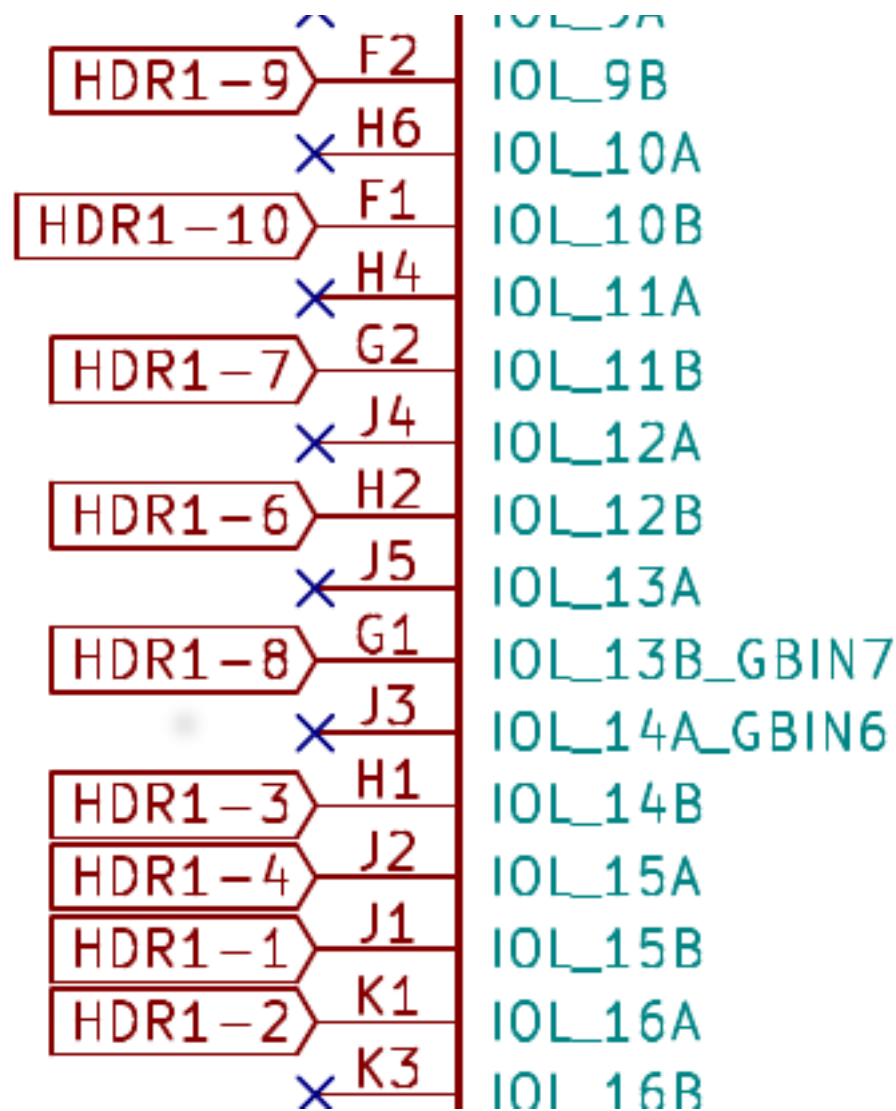 IOL_9A
HDR1-9 F2 IOL_9B
H6 IOL_10A
HDR1-10 F1 IOL_10B
H4 IOL_11A
HDR1-7 G2 IOL_11B
J4 IOL_12A
HDR1-6 H2 IOL_12B
J5 IOL_13A
HDR1-8 G1 IOL_13B_GBIN7
J3 IOL_14A_GBIN6
HDR1-3 H1 IOL_14B
HDR1-4 J2 IOL_15A
HDR1-1 J1 IOL_15B
HDR1-2 K1 IOL_16A
K3 IOL_16B